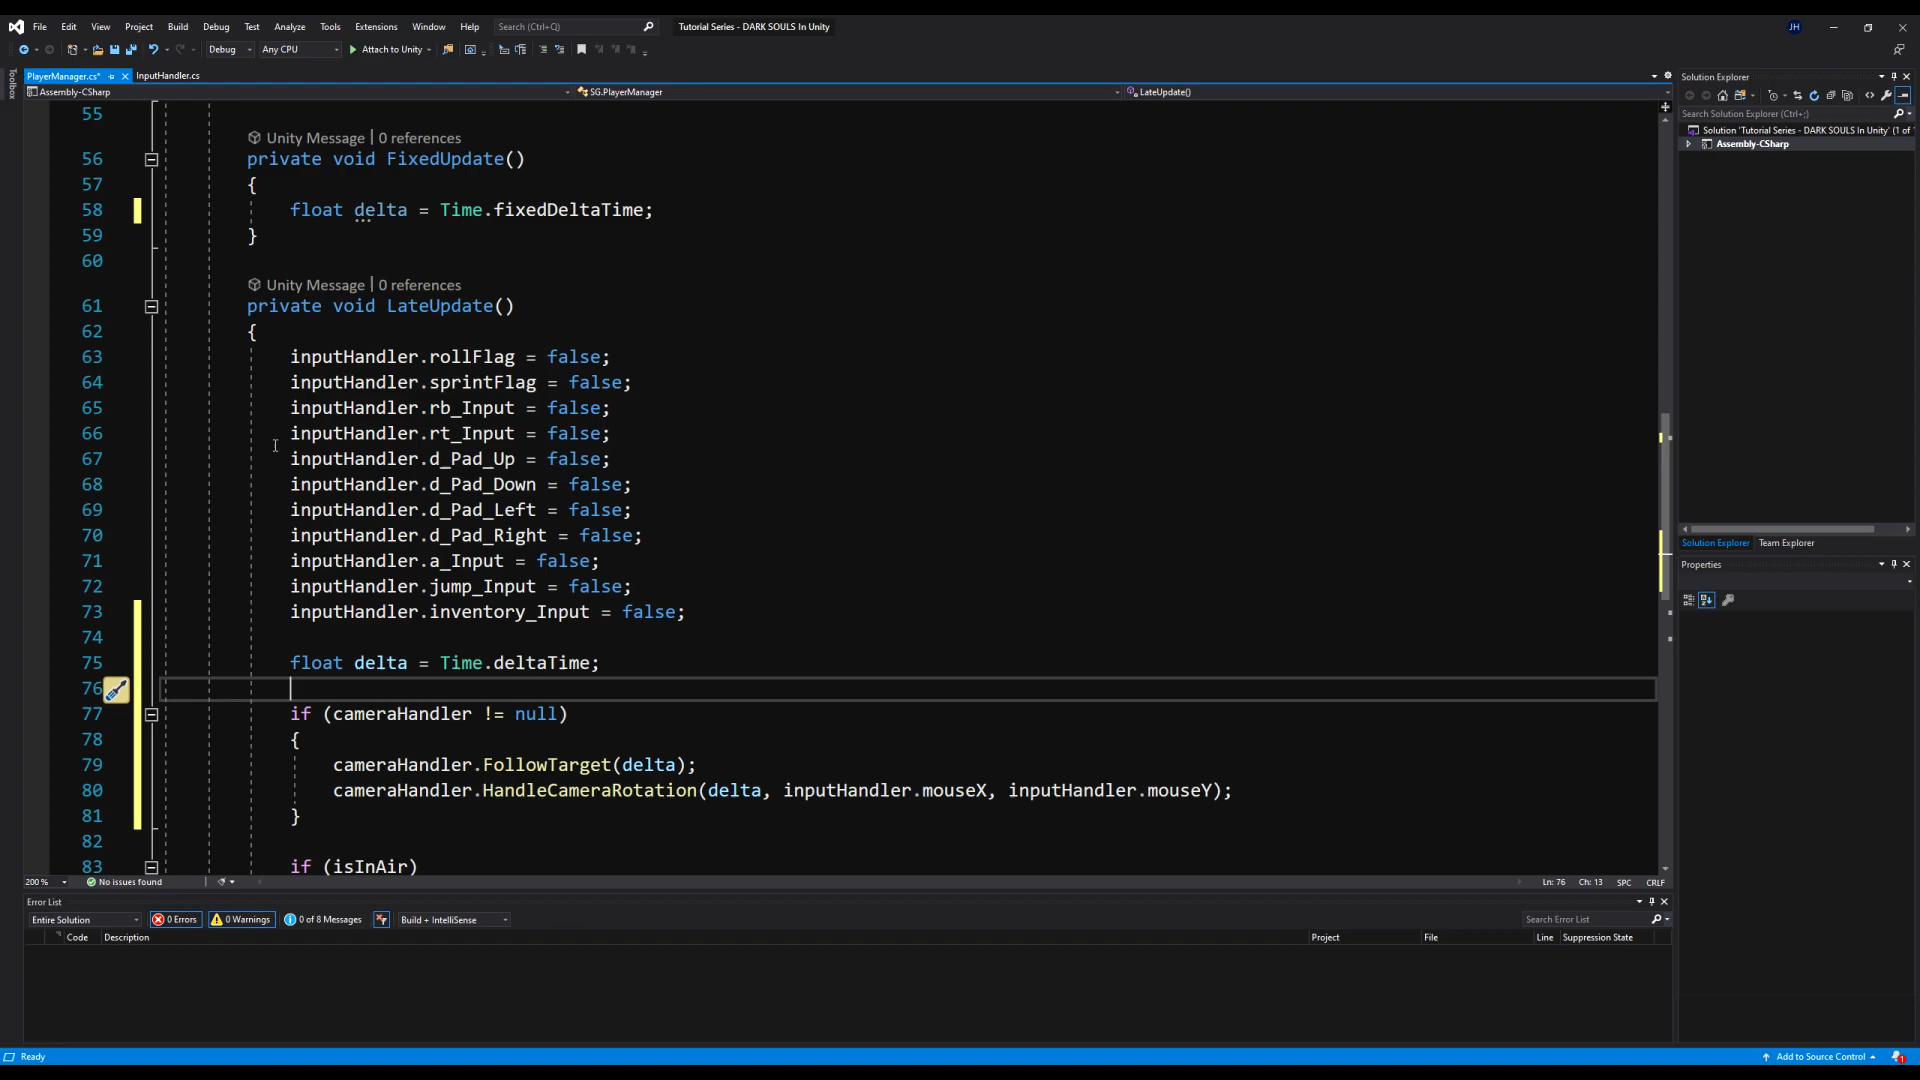 File Edit View Project Build Debug Test Analyze Tools Extensions Window Help Search (Ctrl+Q) Tutorial Series - DARK SOULS In Unity JH
Debug Any CPU Attach to Unity
Toolbox
PlayerManager.cs* InputHandler.cs
Assembly-CSharp SG.PlayerManager LateUpdate()
55
Unity Message | 0 references
56 private void FixedUpdate()
57 {
58 float delta = Time.fixedDeltaTime;
59 }
60
Unity Message | 0 references
61 private void LateUpdate()
62 {
63 inputHandler.rollFlag = false;
64 inputHandler.sprintFlag = false;
65 inputHandler.rb_Input = false;
66 inputHandler.rt_Input = false;
67 inputHandler.d_Pad_Up = false;
68 inputHandler.d_Pad_Down = false;
69 inputHandler.d_Pad_Left = false;
70 inputHandler.d_Pad_Right = false;
71 inputHandler.a_Input = false;
72 inputHandler.jump_Input = false;
73 inputHandler.inventory_Input = false;
74
75 float delta = Time.deltaTime;
76
77 if (cameraHandler != null)
78 {
79 cameraHandler.FollowTarget(delta);
80 cameraHandler.HandleCameraRotation(delta, inputHandler.mouseX, inputHandler.mouseY);
81 }
82
83 if (isInAir)
200 % No issues found Ln: 76 Ch: 13 SPC CRLF
Error List
Entire Solution 0 Errors 0 Warnings 0 of 8 Messages Build + IntelliSense Search Error List
Code Description Project File Line Suppression State
Solution Explorer
Search Solution Explorer (Ctrl+;)
Solution 'Tutorial Series - DARK SOULS In Unity' (1 of
Assembly-CSharp
Solution Explorer Team Explorer
Properties
Ready Add to Source Control 1